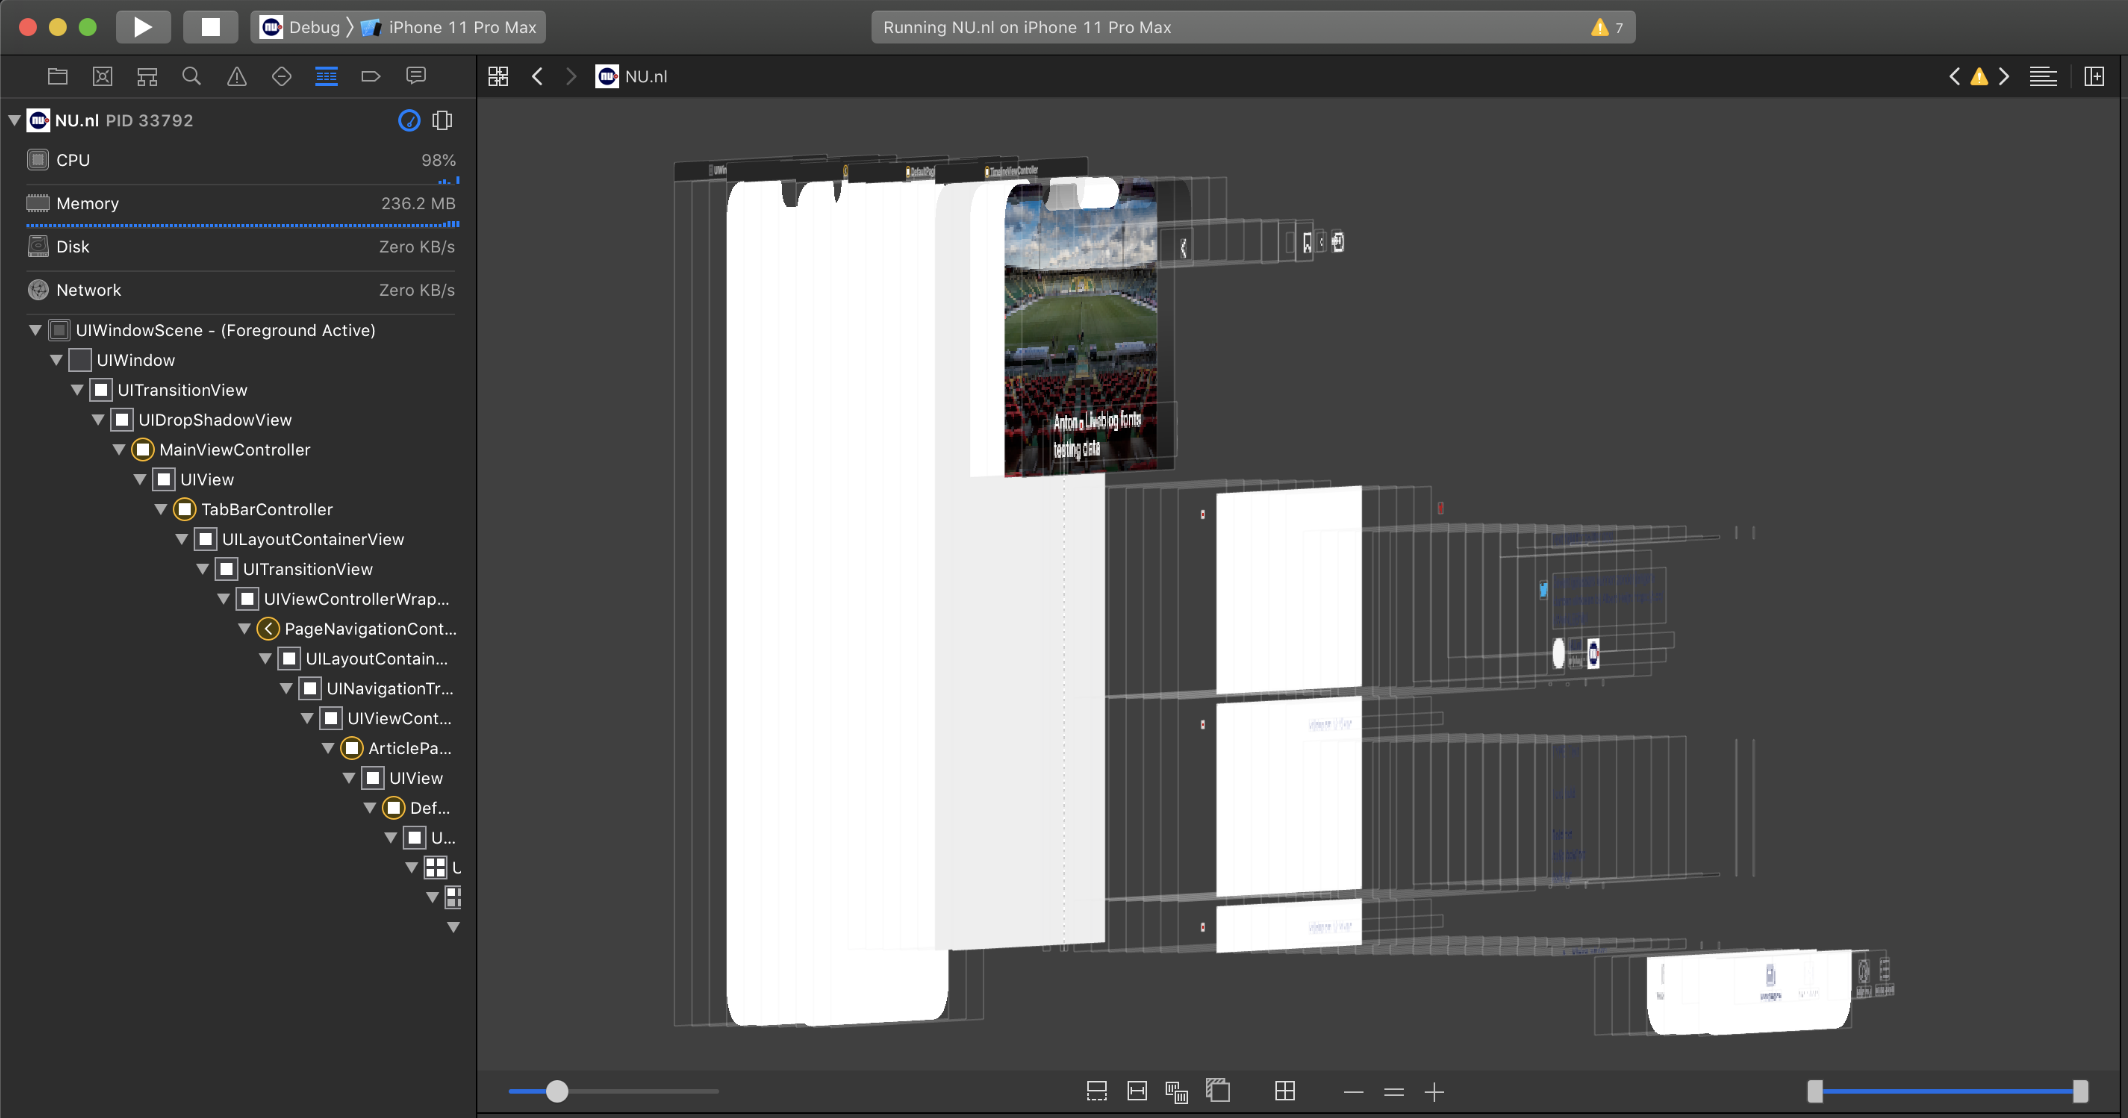 Debug
iPhone 11 Pro Max
Running NU.nl on iPhone 11 Pro Max
7
NU.nl
NU.nl PID 33792
CPU
98%
Memory
236.2 MB
Disk
Zero KB/s
Network
Zero KB/s
UIWindowScene - (Foreground Active)
UIWindow
UITransitionView
UIDropShadowView
MainViewController
UIView
TabBarController
UILayoutContainerView
UITransitionView
UIViewControllerWrap...
PageNavigationCont...
UILayoutContain...
UINavigationTr...
UIViewCont...
ArticlePa...
UIView
Def...
U...
U
TimelineViewController
Liveblog fonts
testing data